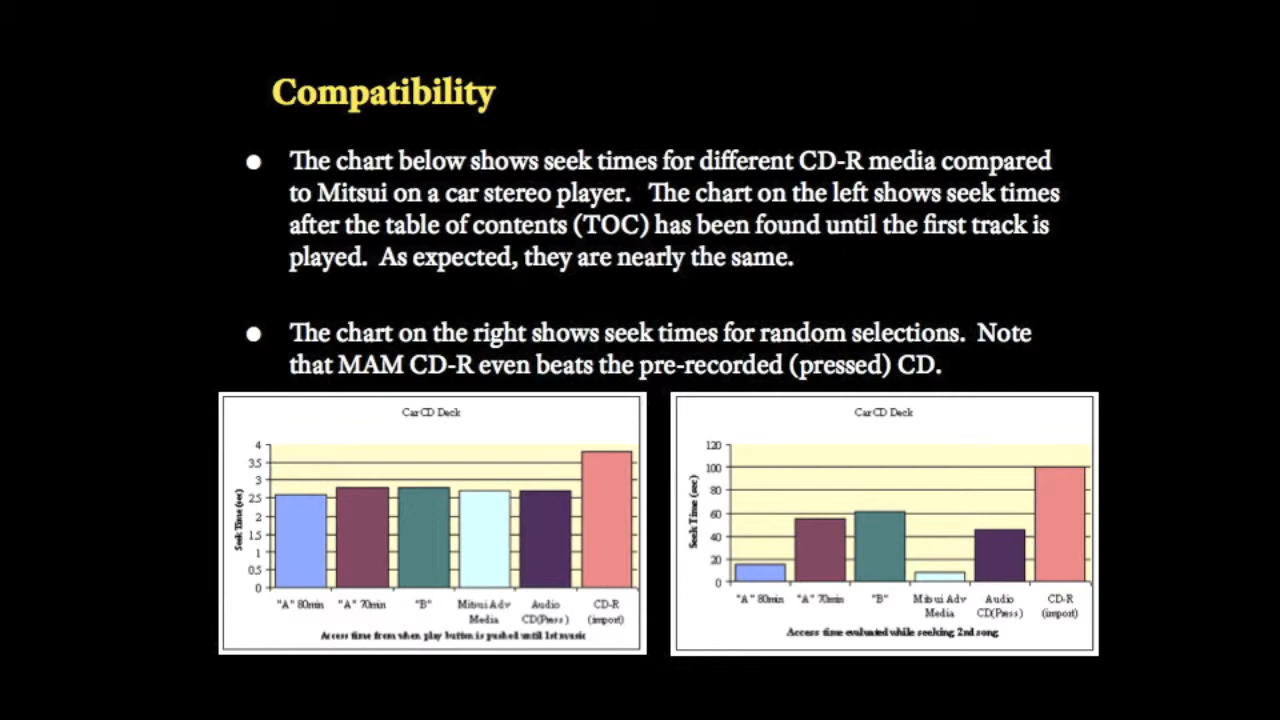 Compatibility
● The chart below shows seek times for different CD-R media compared
to Mitsui on a car stereo player. The chart on the left shows seek times
after the table of contents (TOC) has been found until the first track is
played. As expected, they are nearly the same.
● The chart on the right shows seek times for random selections. Note
that MAM CD-R even beats the pre-recorded (pressed) CD.
Car CD Deck
Seek Time (sec)
4
3.5
3
2.5
2
1.5
1
0.5
0
"A" 80min "A" 70min "B" Mitsui Adv Audio CD-R
Media CD(Press) (import)
Access time from when play button is pushed until 1st music
Car CD Deck
Seek Time (sec)
120
100
80
60
40
20
0
"A" 80min "A" 70min "B" Mitsui Adv Audio CD-R
Media CD(Press) (import)
Access time evaluated while seeking 2nd song